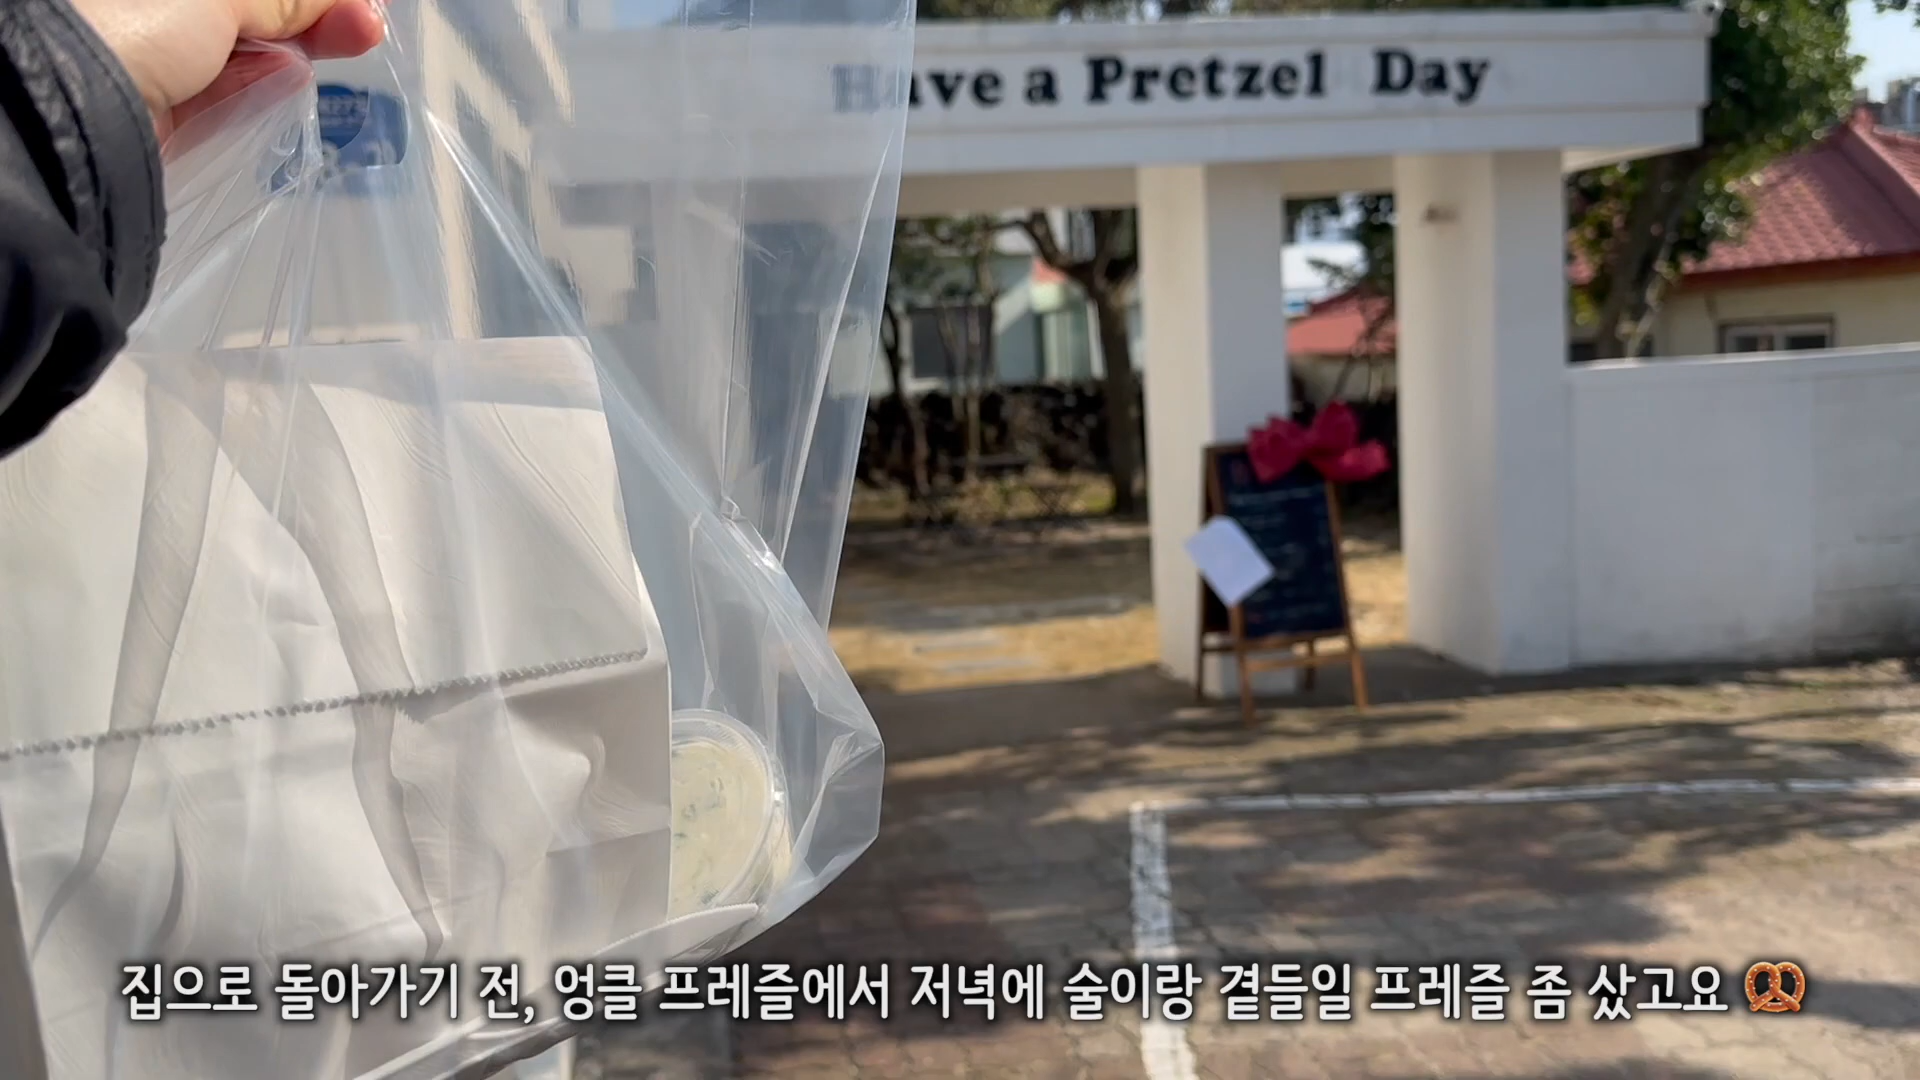 Have a Pretzel Day
집으로 돌아가기 전, 엉클 프레즐에서 저녁에 술이랑 곁들일 프레즐 좀 샀고요 🥨